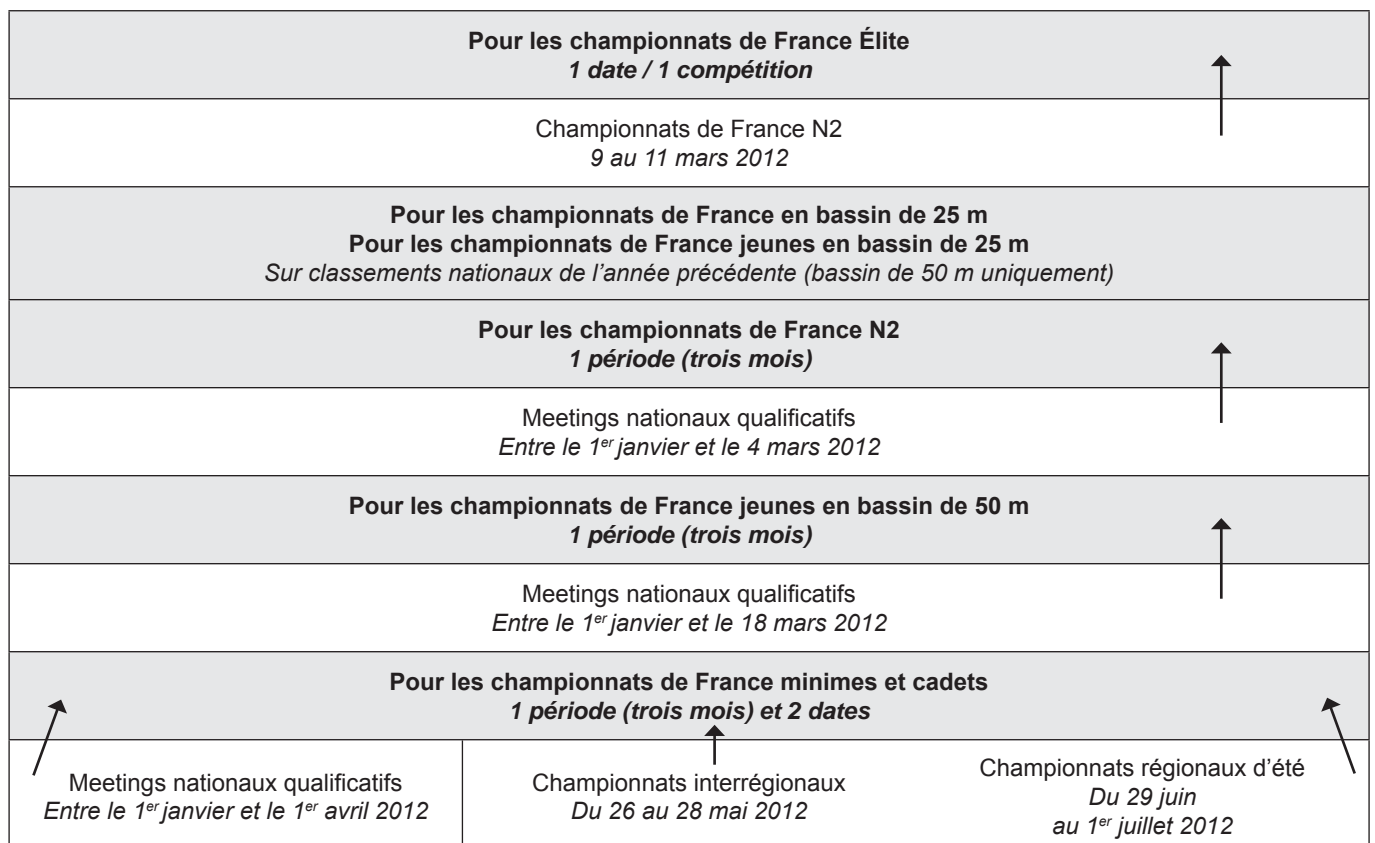 Pour les championnats de France Élite
1 date / 1 compétition
Championnats de France N2
9 au 11 mars 2012
Pour les championnats de France en bassin de 25 m
Pour les championnats de France jeunes en bassin de 25 m
Sur classements nationaux de l’année précédente (bassin de 50 m uniquement)
Pour les championnats de France N2
1 période (trois mois)
Meetings nationaux qualificatifs
Entre le 1er janvier et le 4 mars 2012
Pour les championnats de France jeunes en bassin de 50 m
1 période (trois mois)
Meetings nationaux qualificatifs
Entre le 1er janvier et le 18 mars 2012
Pour les championnats de France minimes et cadets
1 période (trois mois) et 2 dates
Meetings nationaux qualificatifs
Entre le 1er janvier et le 1er avril 2012
Championnats interrégionaux
Du 26 au 28 mai 2012
Championnats régionaux d’été
Du 29 juin
au 1er juillet 2012